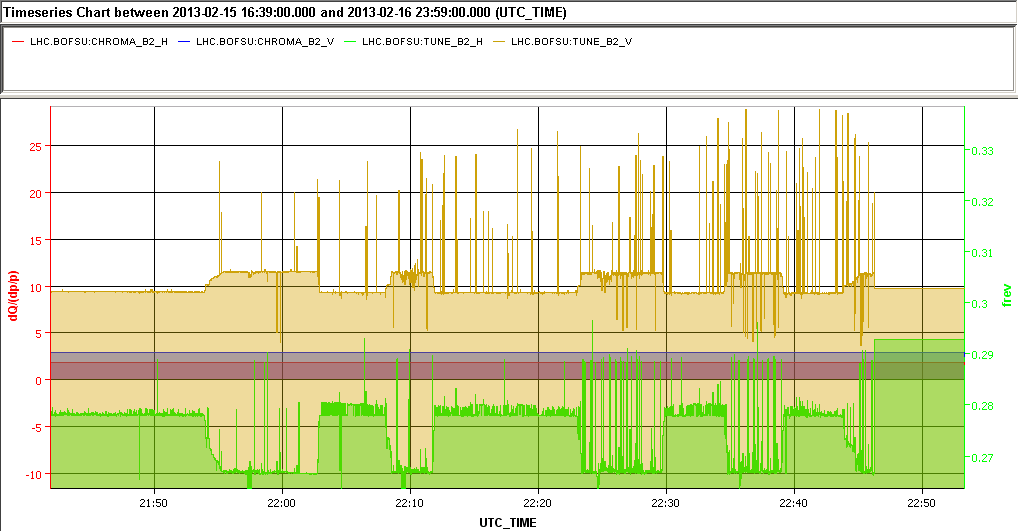 Timeseries Chart between 2013-02-15 16:39:00.000 and 2013-02-16 23:59:00.000 (UTC_TIME)
LHC.BOFSU:CHROMA_B2_H LHC.BOFSU:CHROMA_B2_V LHC.BOFSU:TUNE_B2_H LHC.BOFSU:TUNE_B2_V
25
20
15
10
5
0
-5
-10
dQ/(dp/p)
0.33
0.32
0.31
0.3
0.29
0.28
0.27
frev
21:50 22:00 22:10 22:20 22:30 22:40 22:50
UTC_TIME